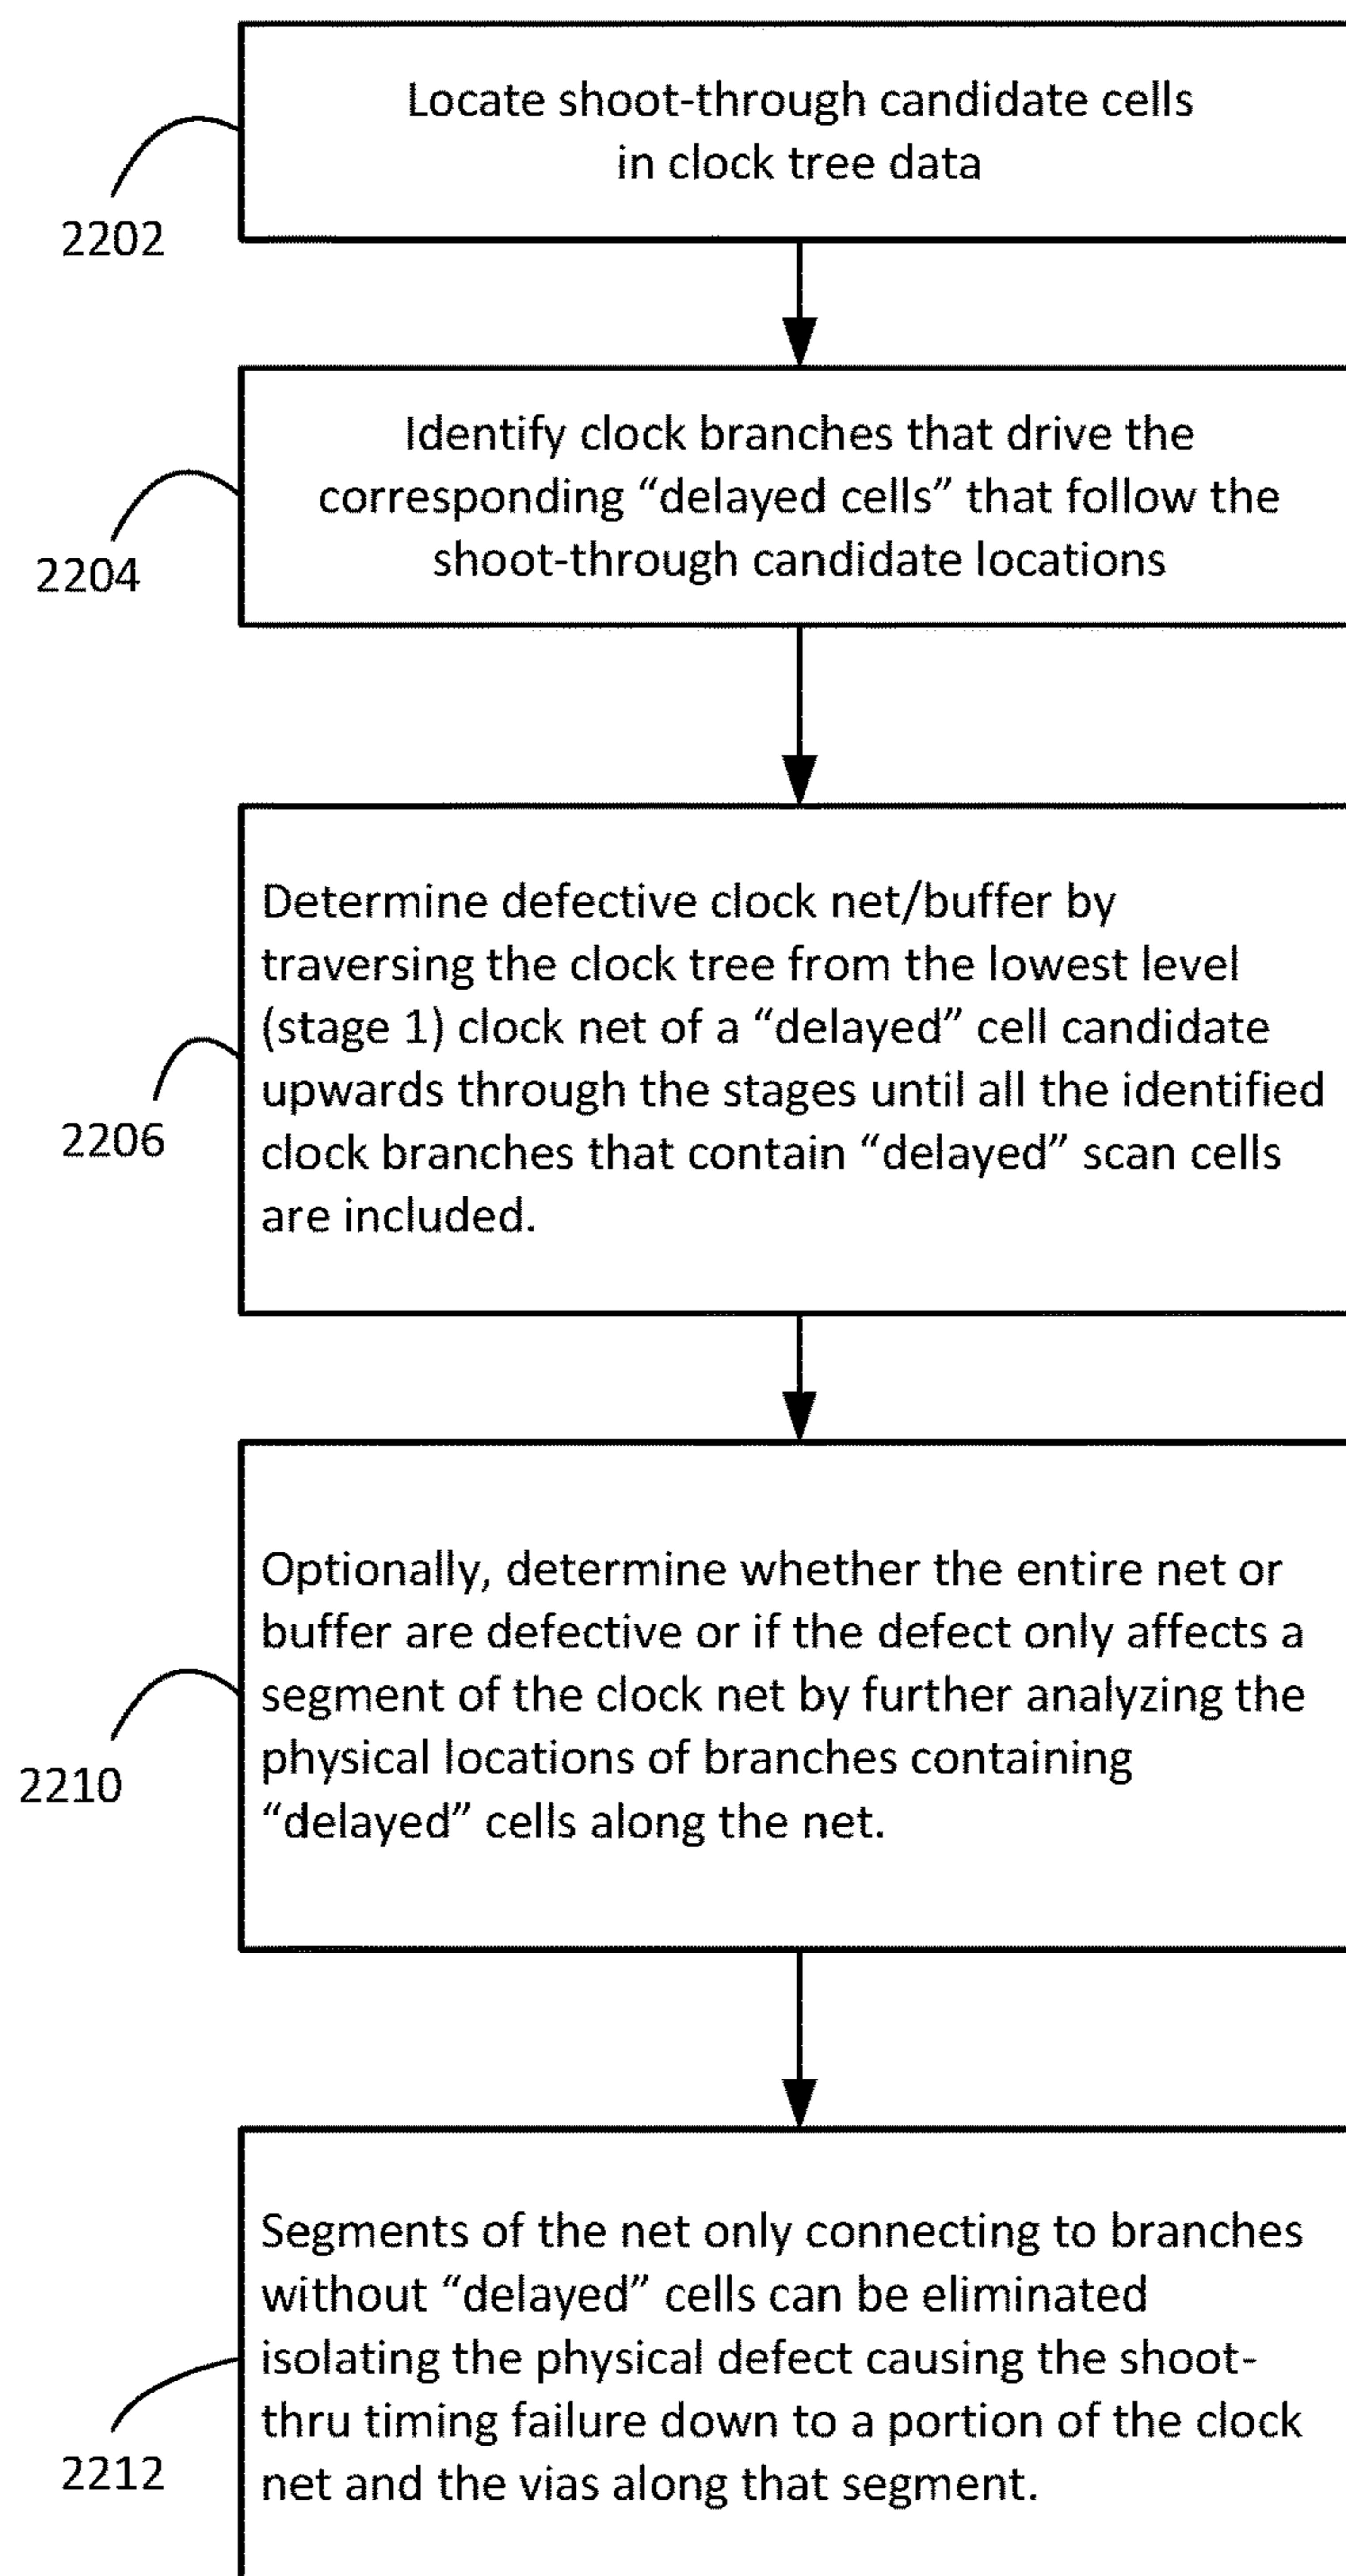 Locate shoot-through candidate cells
in clock tree data
2202
Identify clock branches that drive the
corresponding “delayed cells” that follow the
shoot-through candidate locations
2204
Determine defective clock net/buffer by
traversing the clock tree from the lowest level
(stage 1) clock net of a “delayed” cell candidate
upwards through the stages until all the identified
clock branches that contain “delayed” scan cells
are included.
2206
Optionally, determine whether the entire net or
buffer are defective or if the defect only affects a
segment of the clock net by further analyzing the
physical locations of branches containing
“delayed” cells along the net.
2210
Segments of the net only connecting to branches
without “delayed” cells can be eliminated
isolating the physical defect causing the shoot-
thru timing failure down to a portion of the clock
net and the vias along that segment.
2212